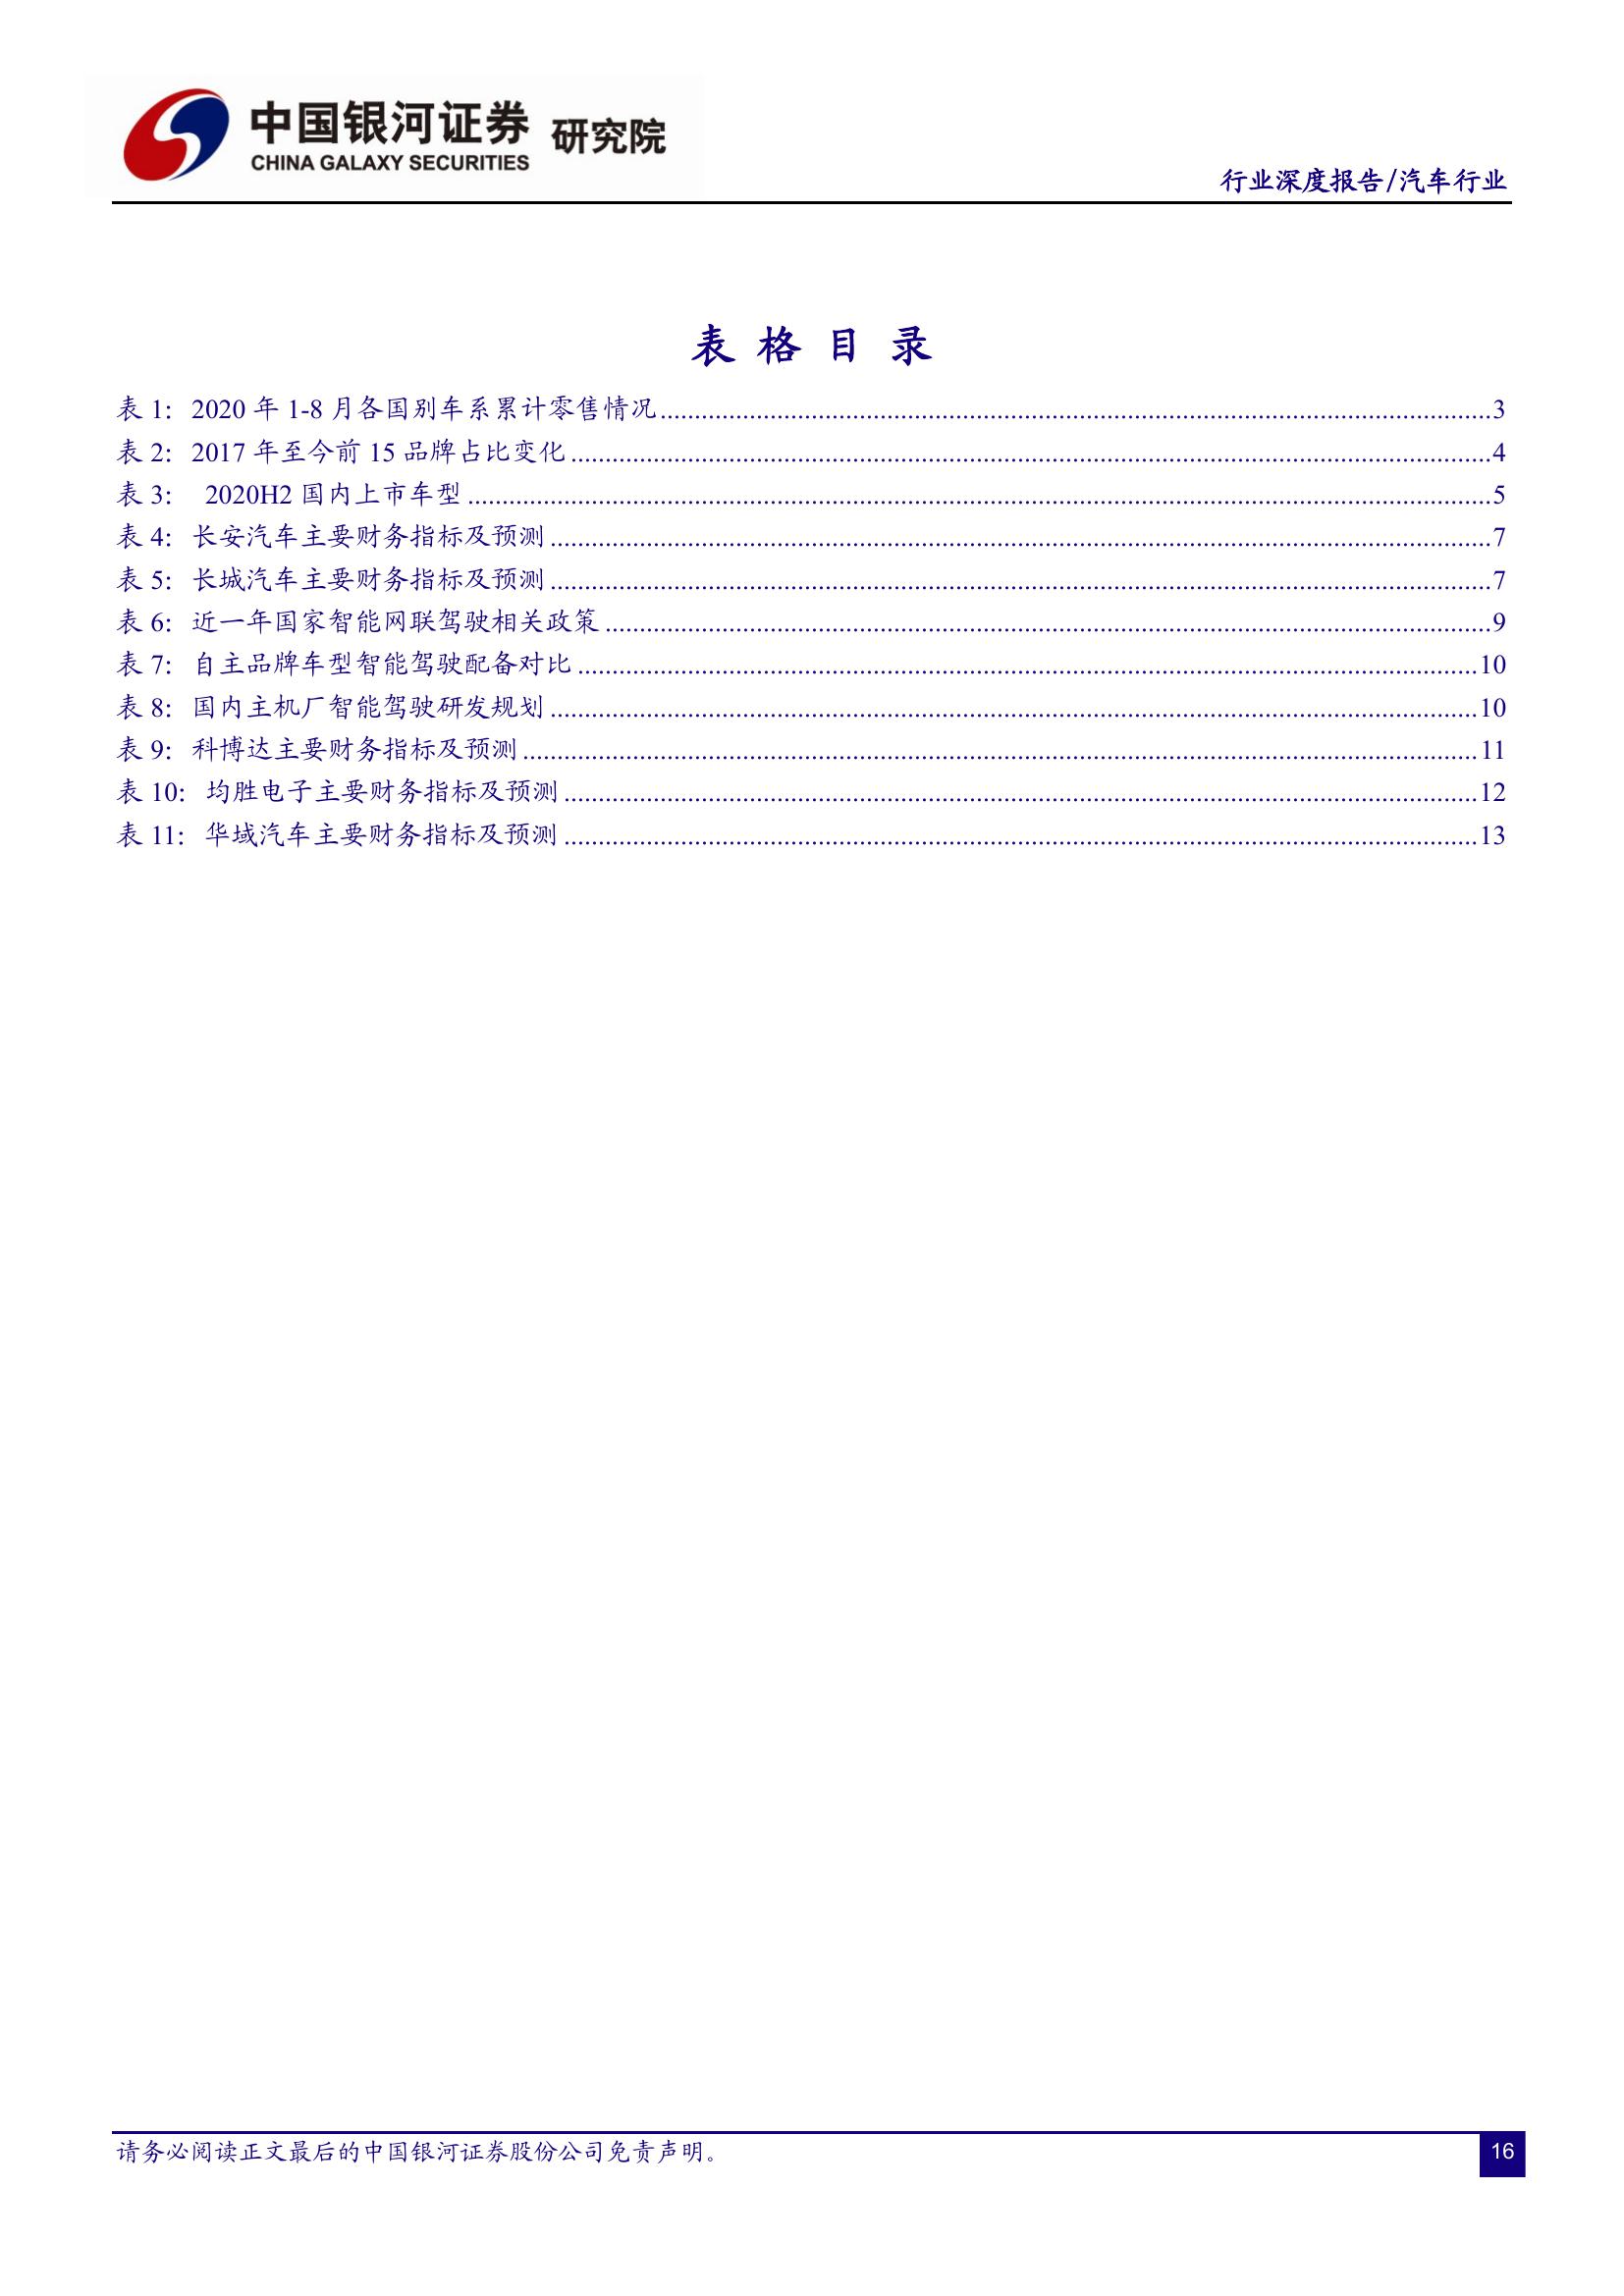 中国银河证券 研究院
CHINA GALAXY SECURITIES
行业深度报告/汽车行业
表 格 目 录
表 1: 2020 年 1-8 月各国别车系累计零售情况 3
表 2: 2017 年至今前 15 品牌占比变化 4
表 3: 2020H2 国内上市车型 5
表 4: 长安汽车主要财务指标及预测 7
表 5: 长城汽车主要财务指标及预测 7
表 6: 近一年国家智能网联驾驶相关政策 9
表 7: 自主品牌车型智能驾驶配备对比 10
表 8: 国内主机厂智能驾驶研发规划 10
表 9: 科博达主要财务指标及预测 11
表 10: 均胜电子主要财务指标及预测 12
表 11: 华域汽车主要财务指标及预测 13
请务必阅读正文最后的中国银河证券股份公司免责声明。 16